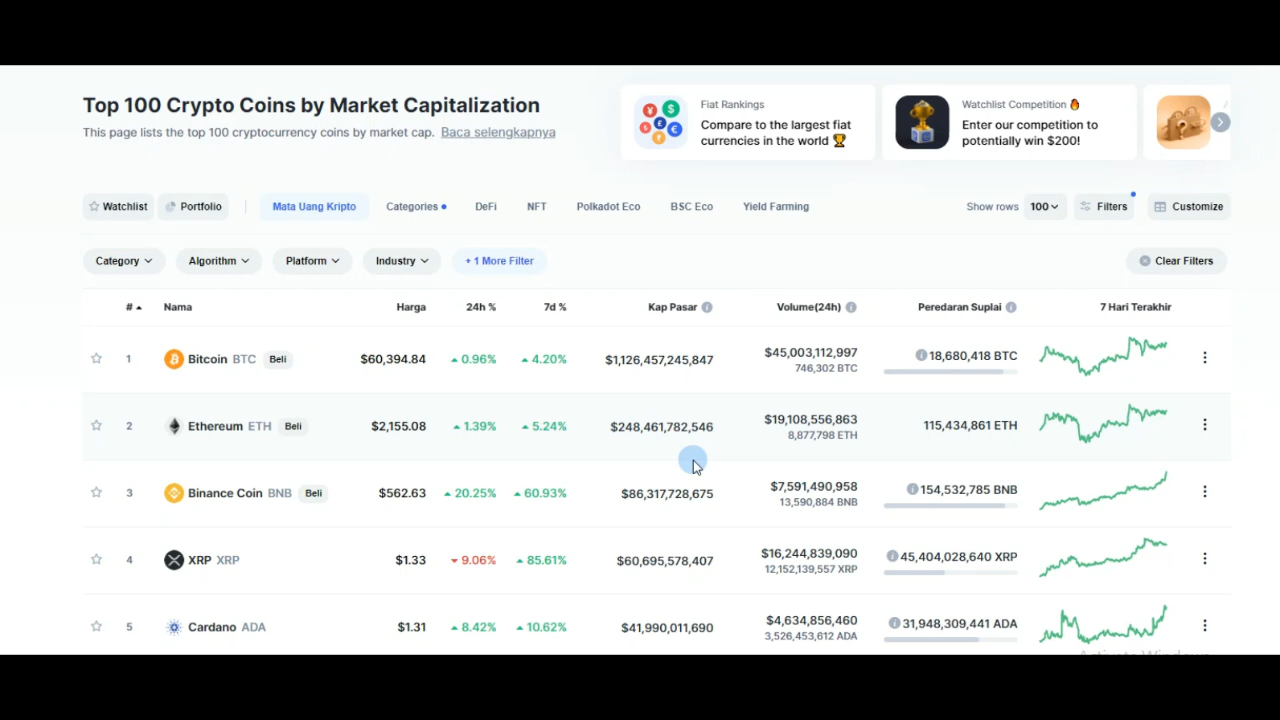 Top 100 Crypto Coins by Market Capitalization
This page lists the top 100 cryptocurrency coins by market cap. Baca selengkapnya
Fiat Rankings
Compare to the largest fiat
currencies in the world
Watchlist Competition
Enter our competition to
potentially win $200!
Watchlist Portfolio Mata Uang Kripto Categories DeFi NFT Polkadot Eco BSC Eco Yield Farming Show rows 100 Filters Customize
Category Algorithm Platform Industry + 1 More Filter Clear Filters
# Nama Harga 24h % 7d % Kap Pasar Volume(24h) Peredaran Suplai 7 Hari Terakhir
1 Bitcoin BTC Beli $60,394.84 0.96% 4.20% $1,126,457,245,847 $45,003,112,997 18,680,418 BTC
746,302 BTC
2 Ethereum ETH Beli $2,155.08 1.39% 5.24% $248,461,782,546 $19,108,556,863 115,434,861 ETH
8,877,798 ETH
3 Binance Coin BNB Beli $562.63 20.25% 60.93% $86,317,728,675 $7,591,490,958 154,532,785 BNB
13,590,884 BNB
4 XRP XRP $1.33 9.06% 85.61% $60,695,578,407 $16,244,839,090 45,404,028,640 XRP
12,152,139,557 XRP
5 Cardano ADA $1.31 8.42% 10.62% $41,990,011,690 $4,634,856,460 31,948,309,441 ADA
3,526,453,612 ADA